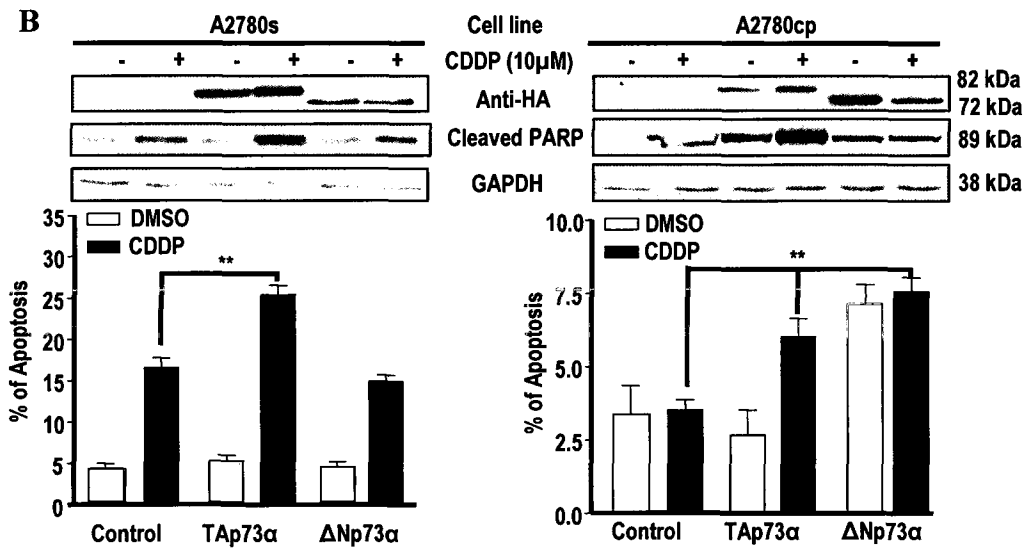 B
A2780s Cell line A2780cp
- + - + - + CDDP (10µM) - + - + - +
Anti-HA 82 kDa
72 kDa
Cleaved PARP 89 kDa
GAPDH 38 kDa
35
30
25
20
15
10
5
0
% of Apoptosis
DMSO
CDDP
**
Control TAp73α ΔNp73α
10.0
7.5
5.0
2.5
0.0
% of Apoptosis
DMSO
CDDP
**
Control TAp73α ΔNp73α